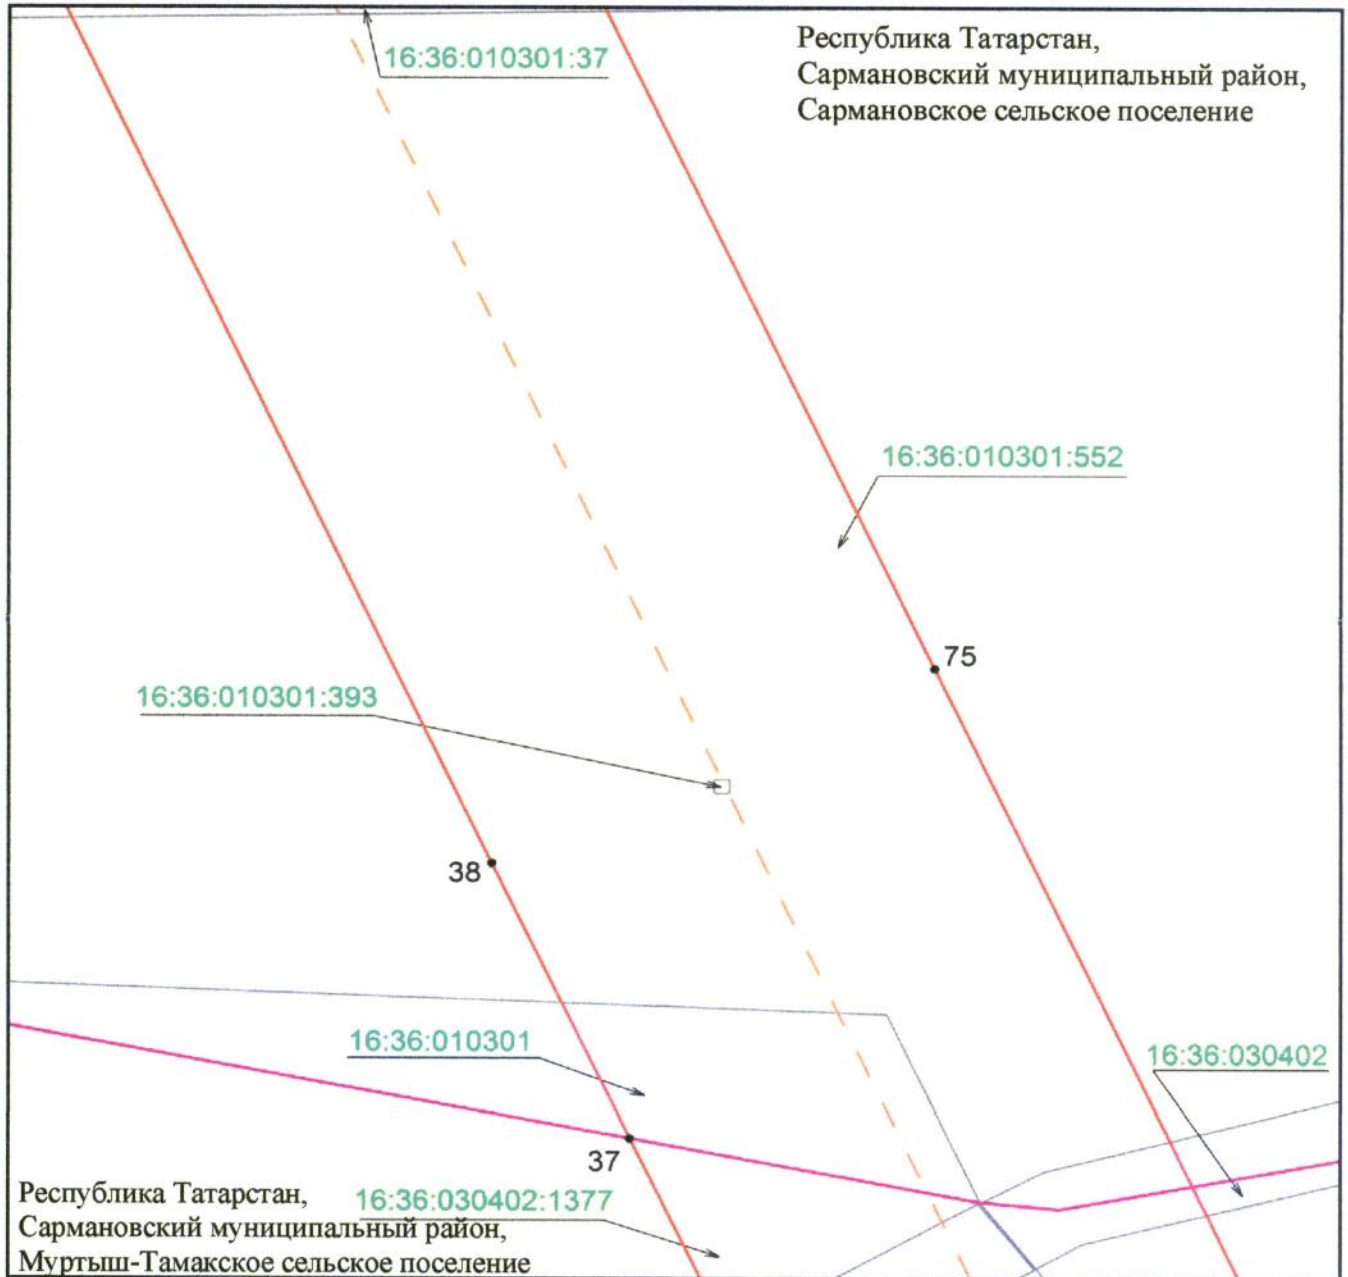 16:36:010301:37
Республика Татарстан,
Сармановский муниципальный район,
Сармановское сельское поселение
16:36:010301:552
75
16:36:010301:393
38
16:36:010301
16:36:030402
37
Республика Татарстан,
Сармановский муниципальный район,
Муртыш-Тамакское сельское поселение
16:36:030402:1377